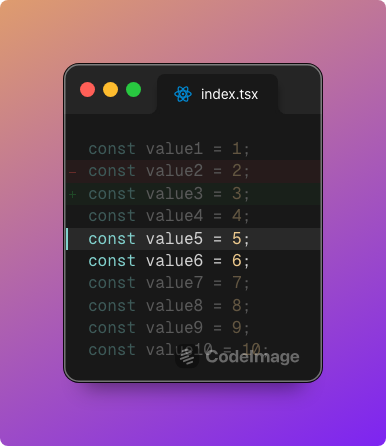 index.tsx
const value1 = 1;
- const value2 = 2;
+ const value3 = 3;
const value4 = 4;
const value5 = 5;
const value6 = 6;
const value7 = 7;
const value8 = 8;
const value9 = 9;
const value10 = 10;
CodeImage